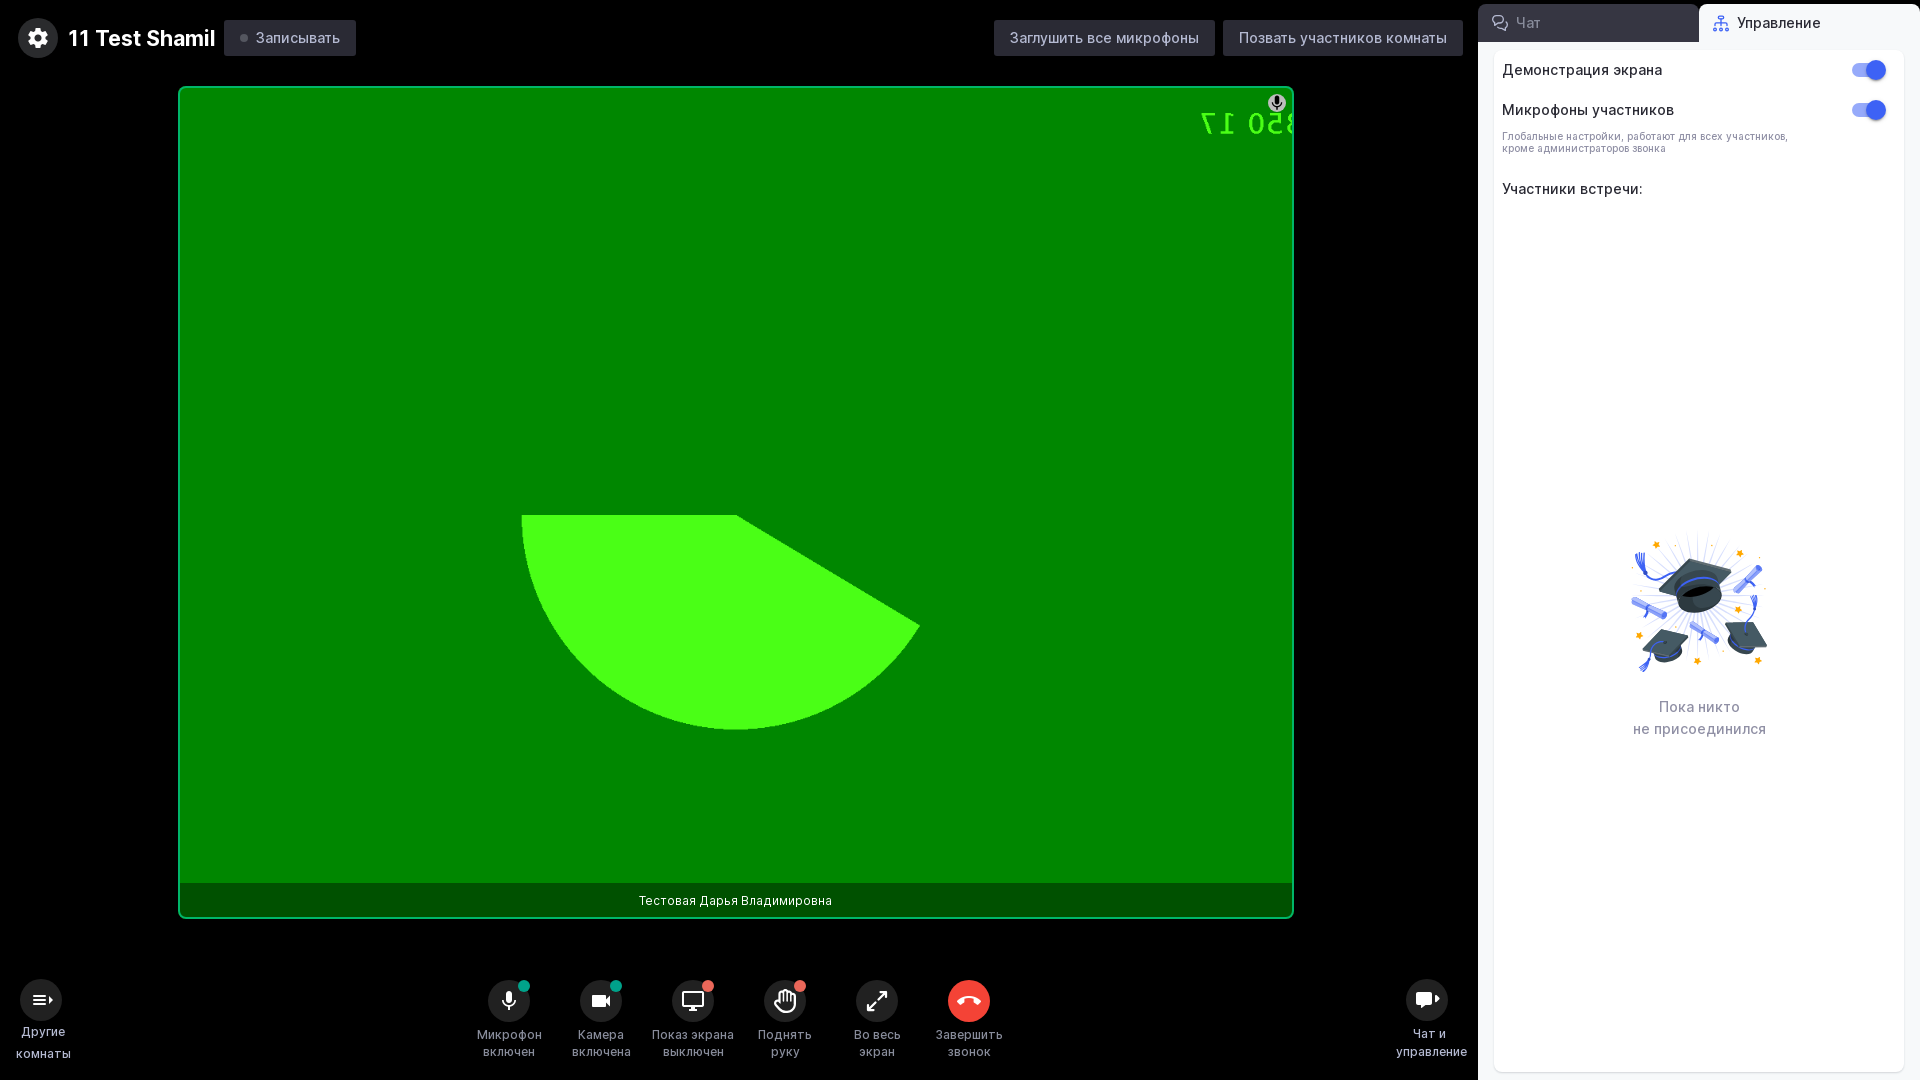 11 Test Shamil
Записывать
Заглушить все микрофоны
Позвать участников комнаты
Чат
Управление
Демонстрация экрана
Микрофоны участников
Глобальные настройки, работают для всех участников,
кроме администраторов звонка
Участники встречи:
Пока никто
не присоединился
Тестовая Дарья Владимировна
Другие
комнаты
Микрофон
включен
Камера
включена
Показ экрана
выключен
Поднять
руку
Во весь
экран
Завершить
звонок
Чат и
управление